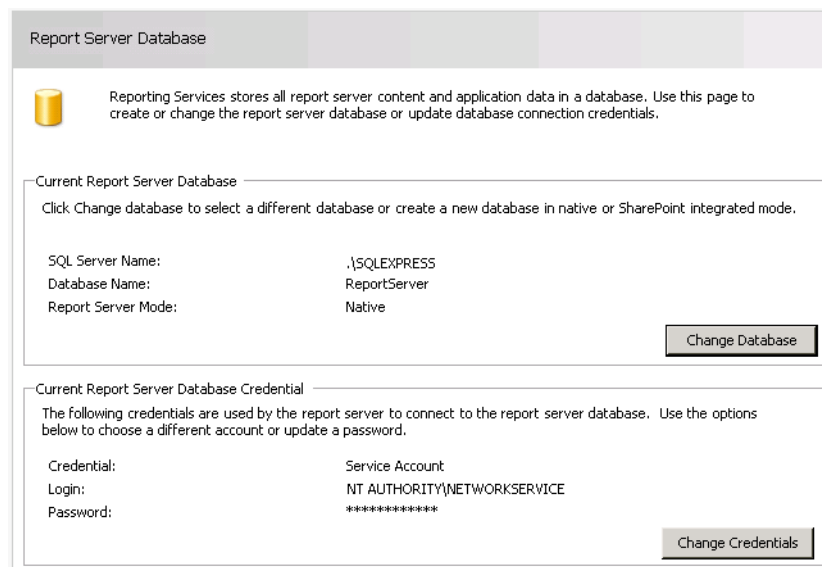 Report Server Database
Reporting Services stores all report server content and application data in a database. Use this page to
create or change the report server database or update database connection credentials.
Current Report Server Database
Click Change database to select a different database or create a new database in native or SharePoint integrated mode.
SQL Server Name: .\SQLEXPRESS
Database Name: ReportServer
Report Server Mode: Native
Change Database
Current Report Server Database Credential
The following credentials are used by the report server to connect to the report server database. Use the options
below to choose a different account or update a password.
Credential: Service Account
Login: NT AUTHORITY\NETWORKSERVICE
Password: ************
Change Credentials